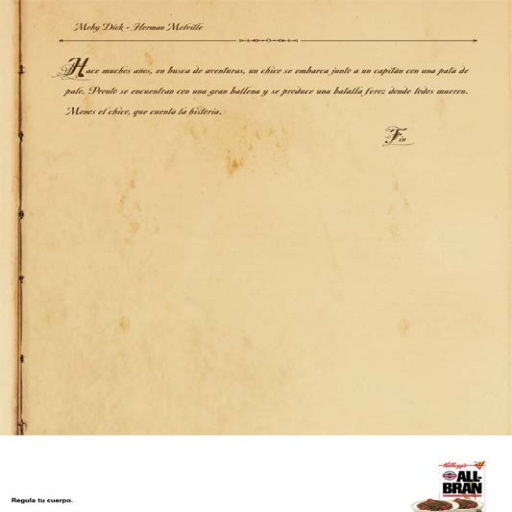 Moby Dick - Herman Melville
Hace muchos años, en busca de aventuras, un chico se embarca junto a un capitán con una pata de
palo. Pronto se encuentran con una gran ballena y se produce una batalla feroz donde todos mueren.
Menos el chico, que cuenta la historia.
Fin
Kellogg's
ALL-
BRAN
Regula tu cuerpo.